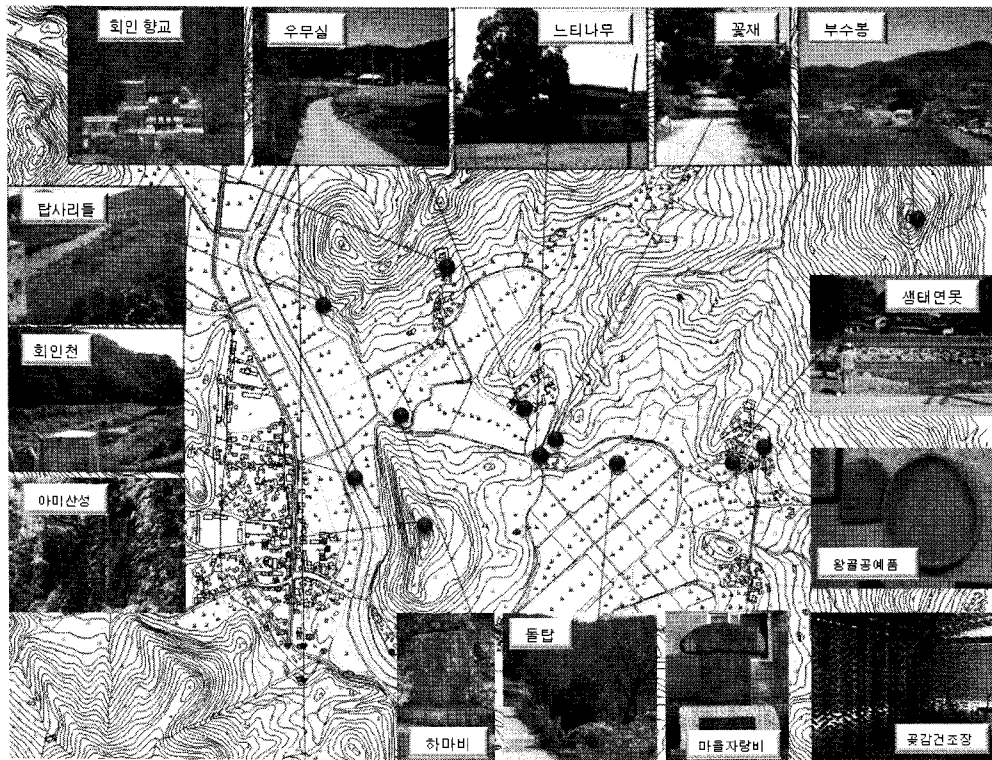 회인 향교
우무실
느티나무
꽃재
부수봉
탑사리들
생태연못
회인천
아미산성
왕골공예품
돌탑
하마비
마을자랑비
곶감건조장